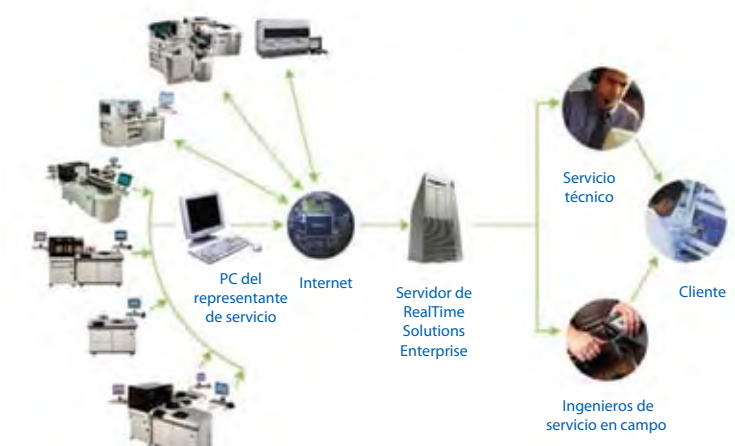 PC del
representante
de servicio
Internet
Servidor de
RealTime
Solutions
Enterprise
Servicio
técnico
Cliente
Ingenieros de
servicio en campo